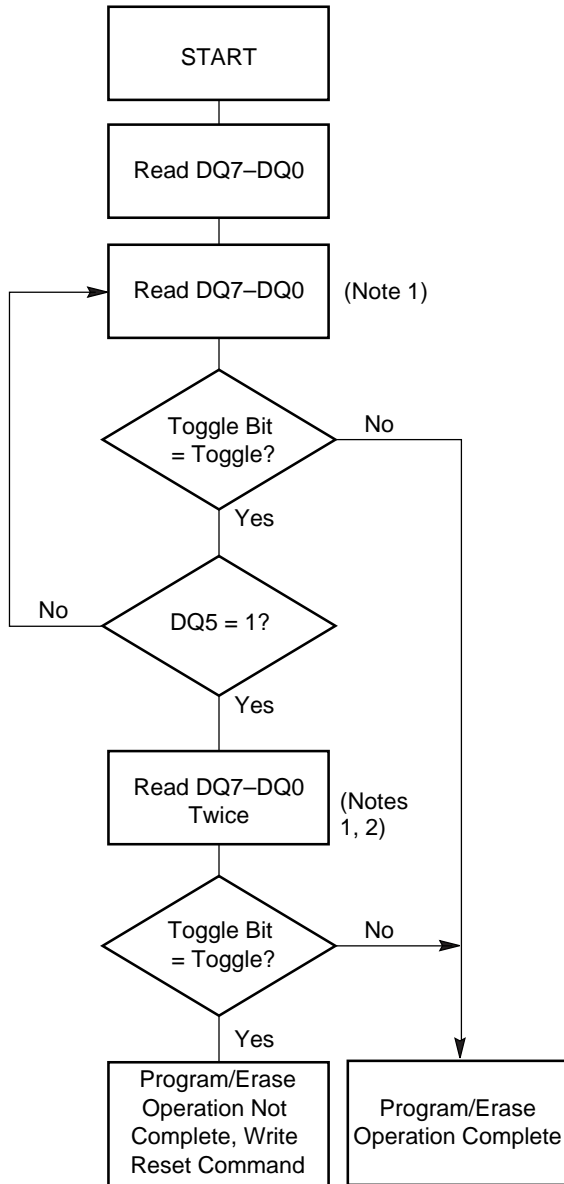 START
Read DQ7–DQ0
Read DQ7–DQ0
(Note 1)
Toggle Bit
= Toggle?
No
Yes
No
DQ5 = 1?
Yes
Read DQ7–DQ0
Twice
(Notes
1, 2)
Toggle Bit
= Toggle?
No
Yes
Program/Erase
Operation Not
Complete, Write
Reset Command
Program/Erase
Operation Complete